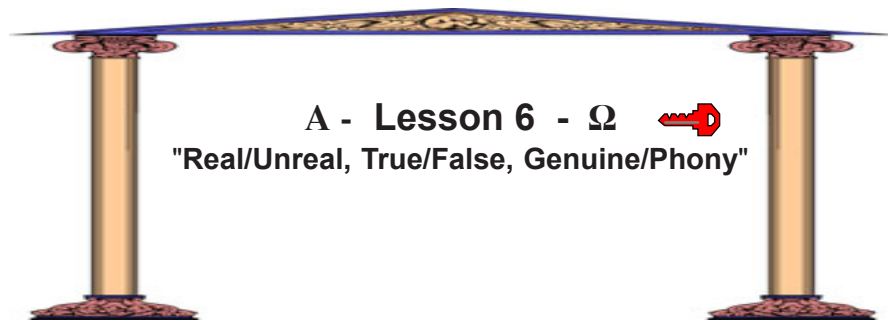 Α - Lesson 6 - Ω
"Real/Unreal, True/False, Genuine/Phony"